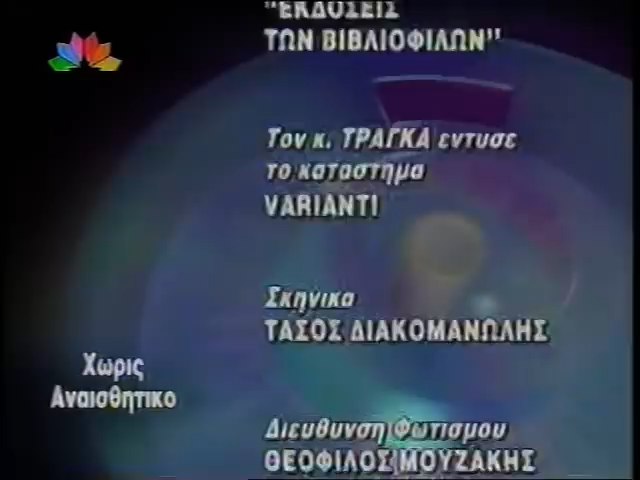 "ΕΚΔΟΣΕΙΣ
ΤΩΝ ΒΙΒΛΙΟΦΙΛΩΝ"
Τον κ. ΤΡΑΓΚΑ εντυσε
το καταστημα
VARIANTI
Σκηνικα
ΤΑΣΟΣ ΔΙΑΚΟΜΑΝΩΛΗΣ
Χωρις
Αναισθητικο
Διευθυνση Φωτισμου
ΘΕΟΦΙΛΟΣ ΜΟΥΖΑΚΗΣ